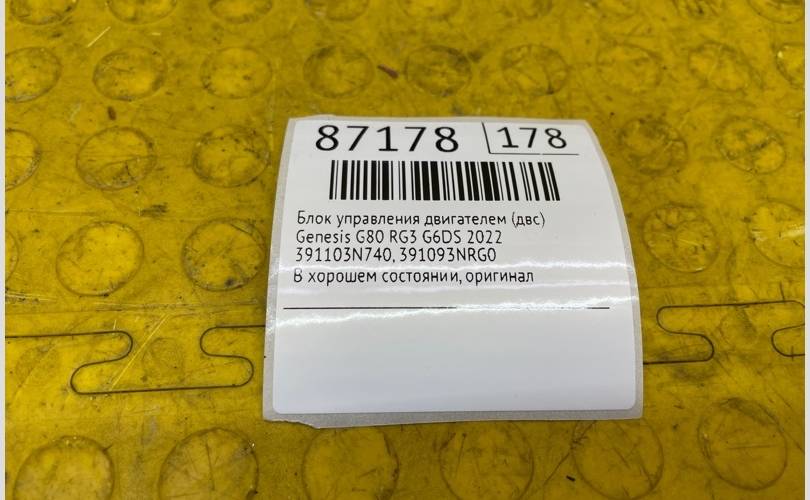 87178 178
Блок управления двигателем (двс)
Genesis G80 RG3 G6DS 2022
391103N740, 391093NRG0
В хорошем состоянии, оригинал